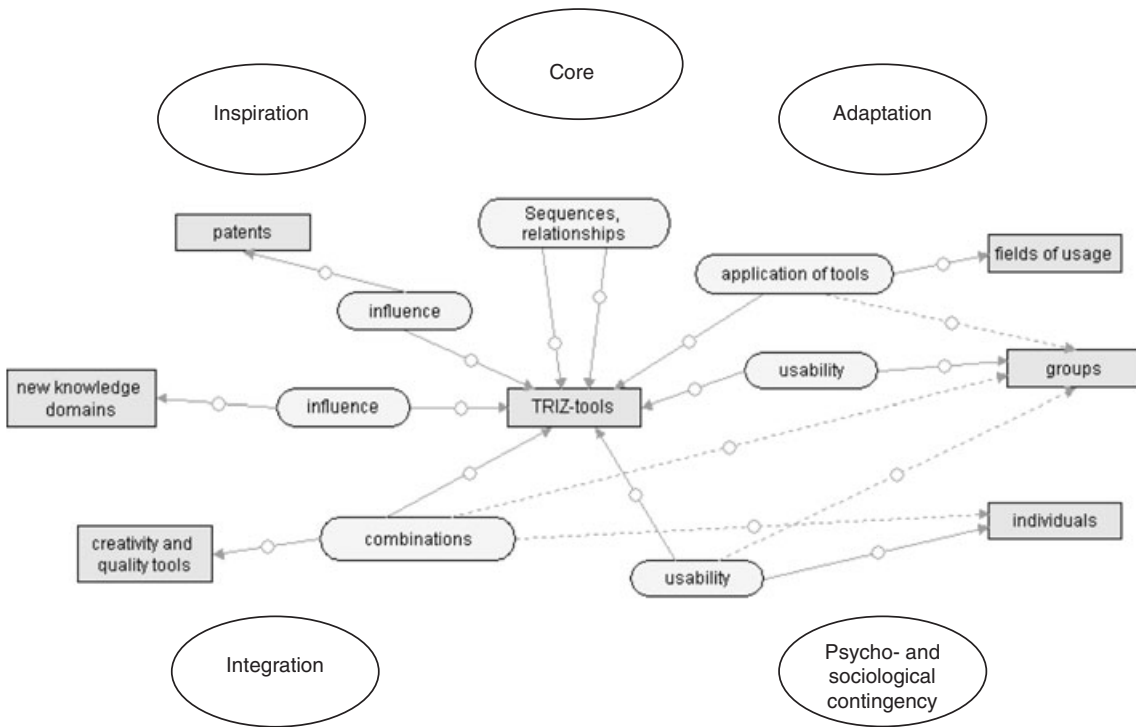 Core
Inspiration
Adaptation
Sequences,
relationships
patents
fields of usage
application of tools
influence
groups
usability
new knowledge
domains
influence
TRIZ-tools
individuals
combinations
creativity and
quality tools
usability
Integration
Psycho- and
sociological
contingency